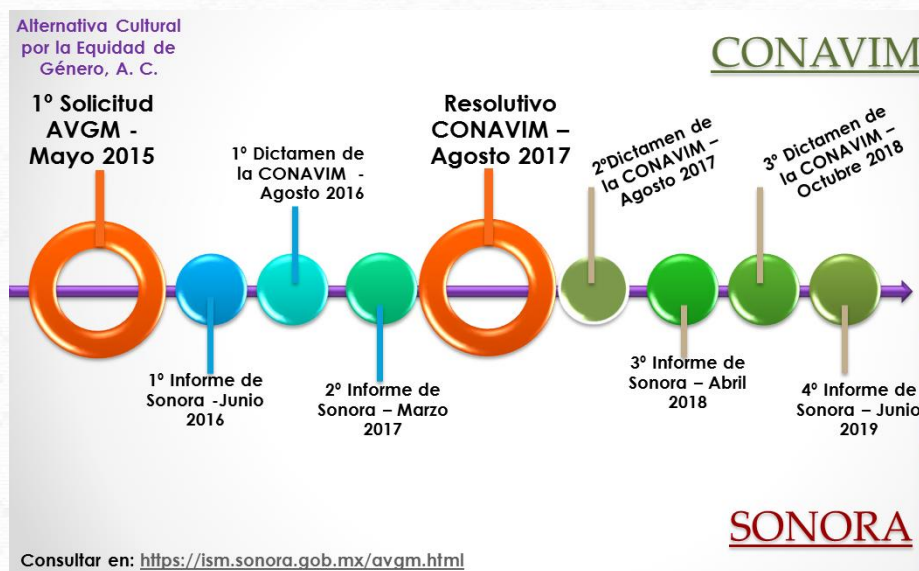 Alternativa Cultural
por la Equidad de
Género, A. C.
CONAVIM
1º Solicitud
AVGM -
Mayo 2015
1º Dictamen de
la CONAVIM -
Agosto 2016
Resolutivo
CONAVIM –
Agosto 2017
2ºDictamen de
la CONAVIM –
Agosto 2017
3º Dictamen de
la CONAVIM –
Octubre 2018
1º Informe de
Sonora -Junio
2016
2º Informe de
Sonora – Marzo
2017
3º Informe de
Sonora – Abril
2018
4º Informe de
Sonora – Junio
2019
SONORA
Consultar en: https://ism.sonora.gob.mx/avgm.html